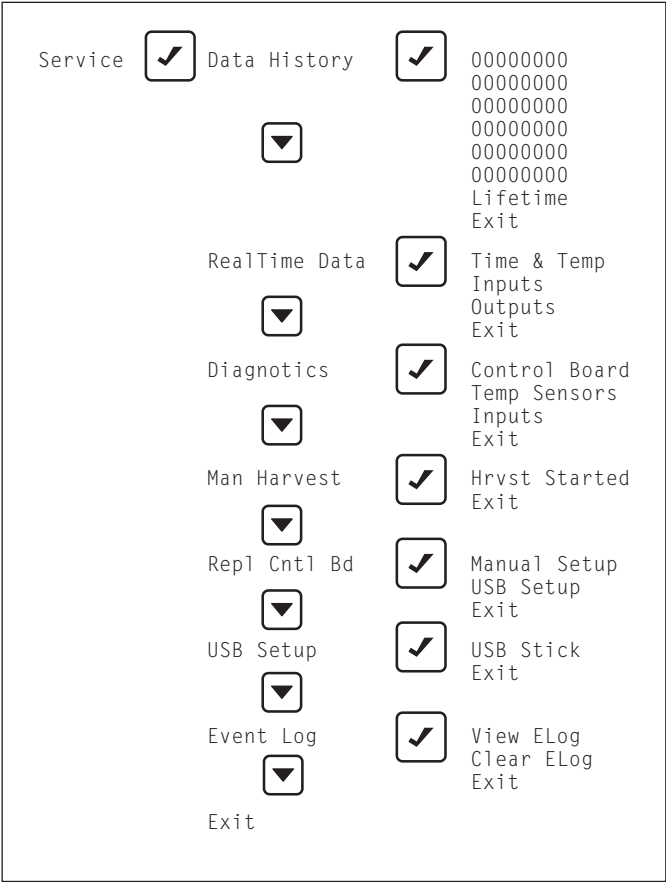 Service Data History 00000000
00000000
00000000
00000000
00000000
00000000
Lifetime
Exit
RealTime Data Time & Temp
Inputs
Outputs
Exit
Diagnotics Control Board
Temp Sensors
Inputs
Exit
Man Harvest Hrvst Started
Exit
Repl Cntl Bd Manual Setup
USB Setup
Exit
USB Setup USB Stick
Exit
Event Log View ELog
Clear ELog
Exit
Exit